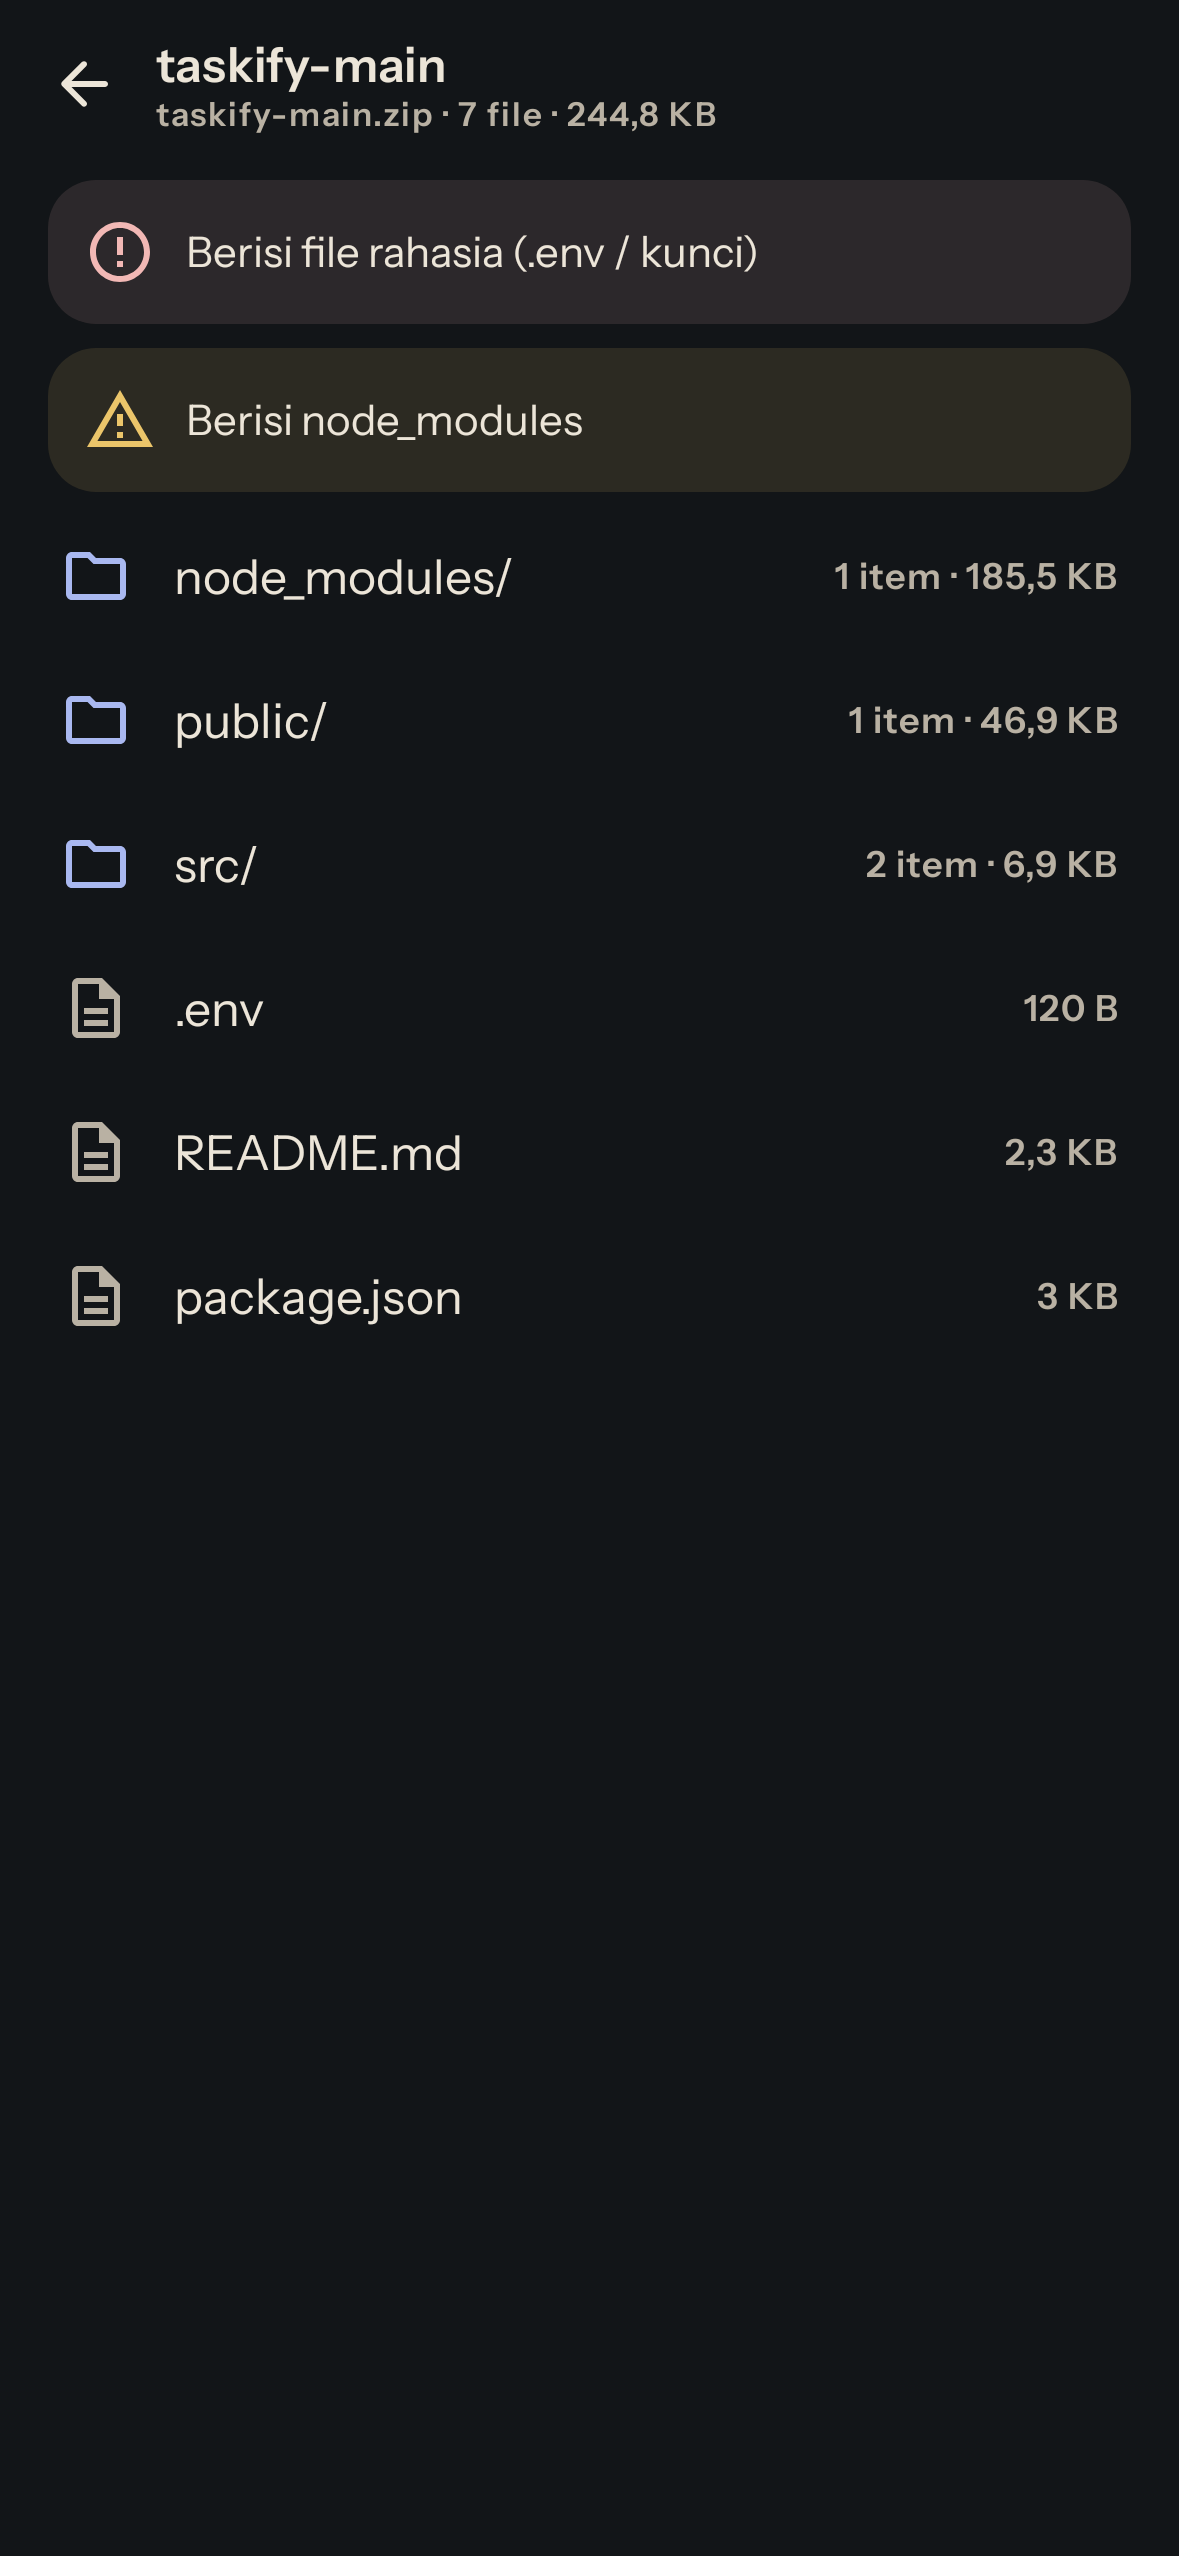 taskify-main
taskify-main.zip · 7 file · 244,8 KB
Berisi file rahasia (.env / kunci)
Berisi node_modules
node_modules/ 1 item · 185,5 KB
public/ 1 item · 46,9 KB
src/ 2 item · 6,9 KB
.env 120 B
README.md 2,3 KB
package.json 3 KB